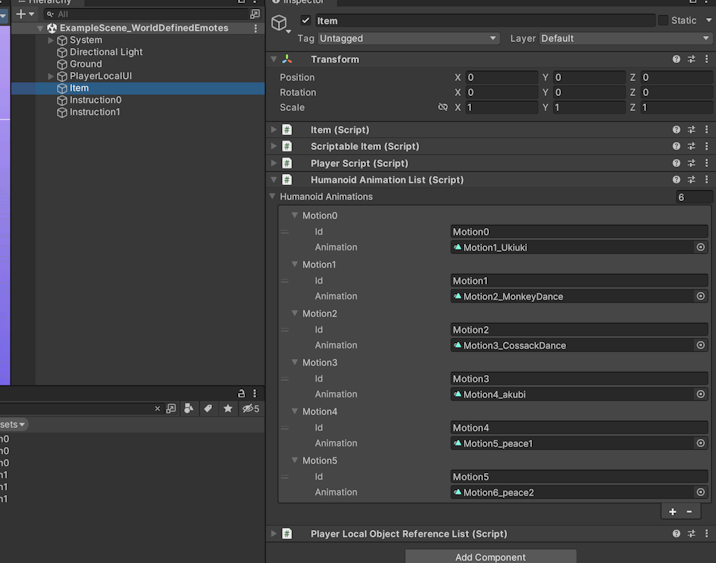 Hierarchy
Inspector
All
ExampleScene_WorldDefinedEmotes
System
Directional Light
Ground
PlayerLocalUI
Item
Instruction0
Instruction1
Item
Static
Tag Untagged Layer Default
Transform
Position X 0 Y 0 Z 0
Rotation X 0 Y 0 Z 0
Scale X 1 Y 1 Z 1
Item (Script)
Scriptable Item (Script)
Player Script (Script)
Humanoid Animation List (Script)
Humanoid Animations 6
Motion0
Id Motion0
Animation Motion1_Ukiuki
Motion1
Id Motion1
Animation Motion2_MonkeyDance
Motion2
Id Motion2
Animation Motion3_CossackDance
Motion3
Id Motion3
Animation Motion4_akubi
Motion4
Id Motion4
Animation Motion5_peace1
Motion5
Id Motion5
Animation Motion6_peace2
Player Local Object Reference List (Script)
Add Component
5
sets
n0
n0
n0
n1
n1
n1